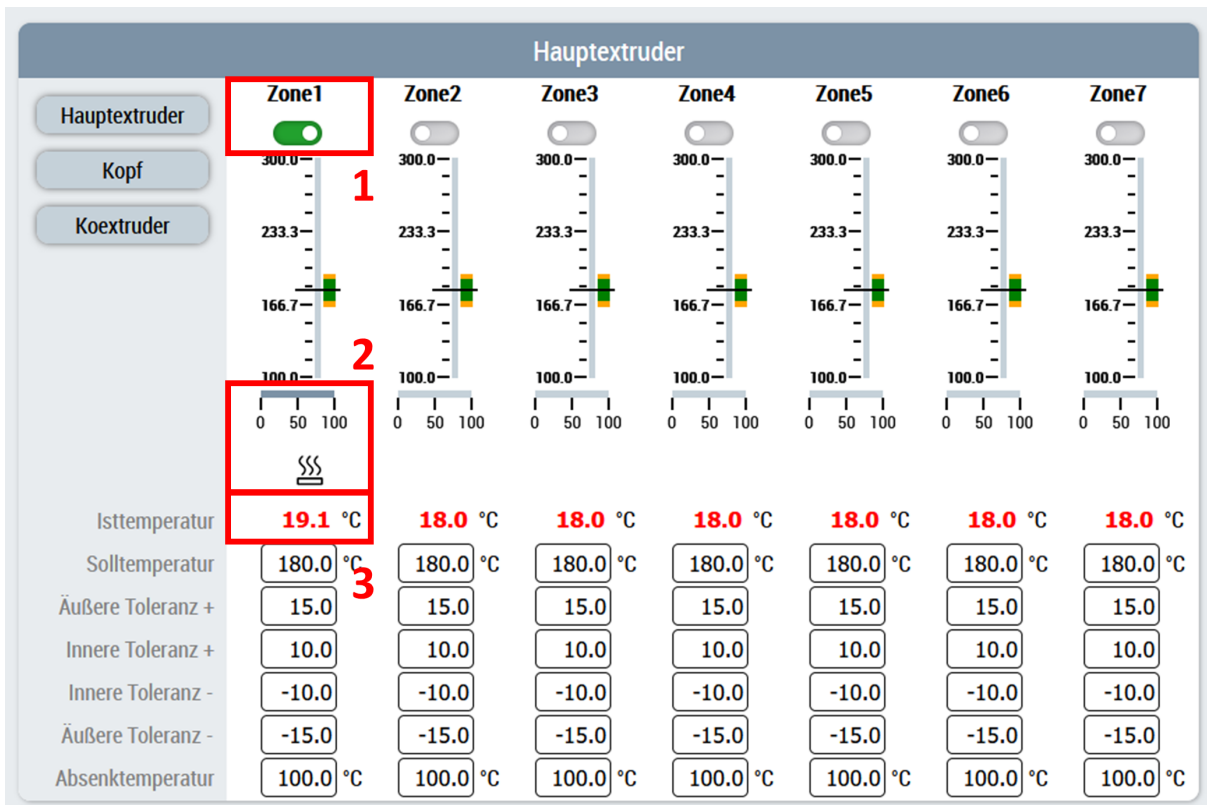 Hauptextruder
Hauptextruder
Kopf
Koextruder
Zone1 Zone2 Zone3 Zone4 Zone5 Zone6 Zone7
1
300.0 300.0 300.0 300.0 300.0 300.0 300.0
233.3 233.3 233.3 233.3 233.3 233.3 233.3
166.7 166.7 166.7 166.7 166.7 166.7 166.7
2
100.0 100.0 100.0 100.0 100.0 100.0 100.0
0 50 100 0 50 100 0 50 100 0 50 100 0 50 100 0 50 100 0 50 100
Isttemperatur 19.1 °C 18.0 °C 18.0 °C 18.0 °C 18.0 °C 18.0 °C 18.0 °C
Solltemperatur 180.0 °C 180.0 °C 180.0 °C 180.0 °C 180.0 °C 180.0 °C 180.0 °C
3
Äußere Toleranz + 15.0 15.0 15.0 15.0 15.0 15.0 15.0
Innere Toleranz + 10.0 10.0 10.0 10.0 10.0 10.0 10.0
Innere Toleranz - -10.0 -10.0 -10.0 -10.0 -10.0 -10.0 -10.0
Äußere Toleranz - -15.0 -15.0 -15.0 -15.0 -15.0 -15.0 -15.0
Absenktemperatur 100.0 °C 100.0 °C 100.0 °C 100.0 °C 100.0 °C 100.0 °C 100.0 °C